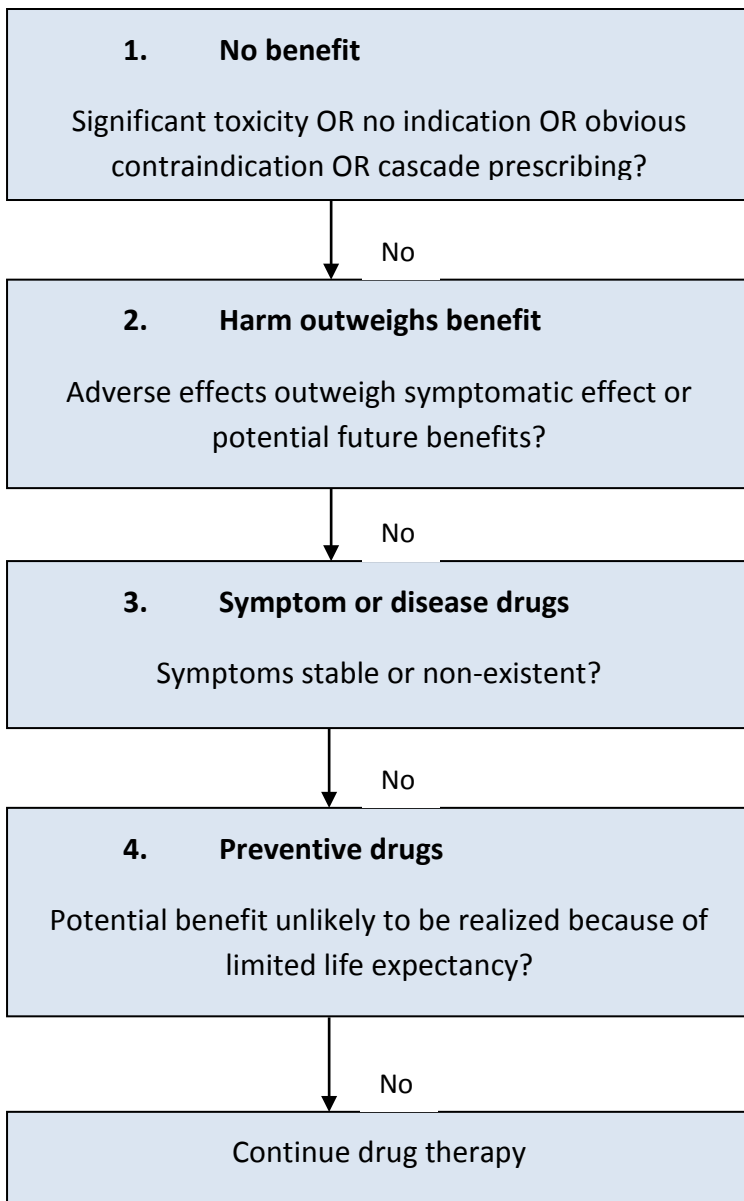 1. No benefit
Significant toxicity OR no indication OR obvious
contraindication OR cascade prescribing?
No
2. Harm outweighs benefit
Adverse effects outweigh symptomatic effect or
potential future benefits?
No
3. Symptom or disease drugs
Symptoms stable or non-existent?
No
4. Preventive drugs
Potential benefit unlikely to be realized because of
limited life expectancy?
No
Continue drug therapy